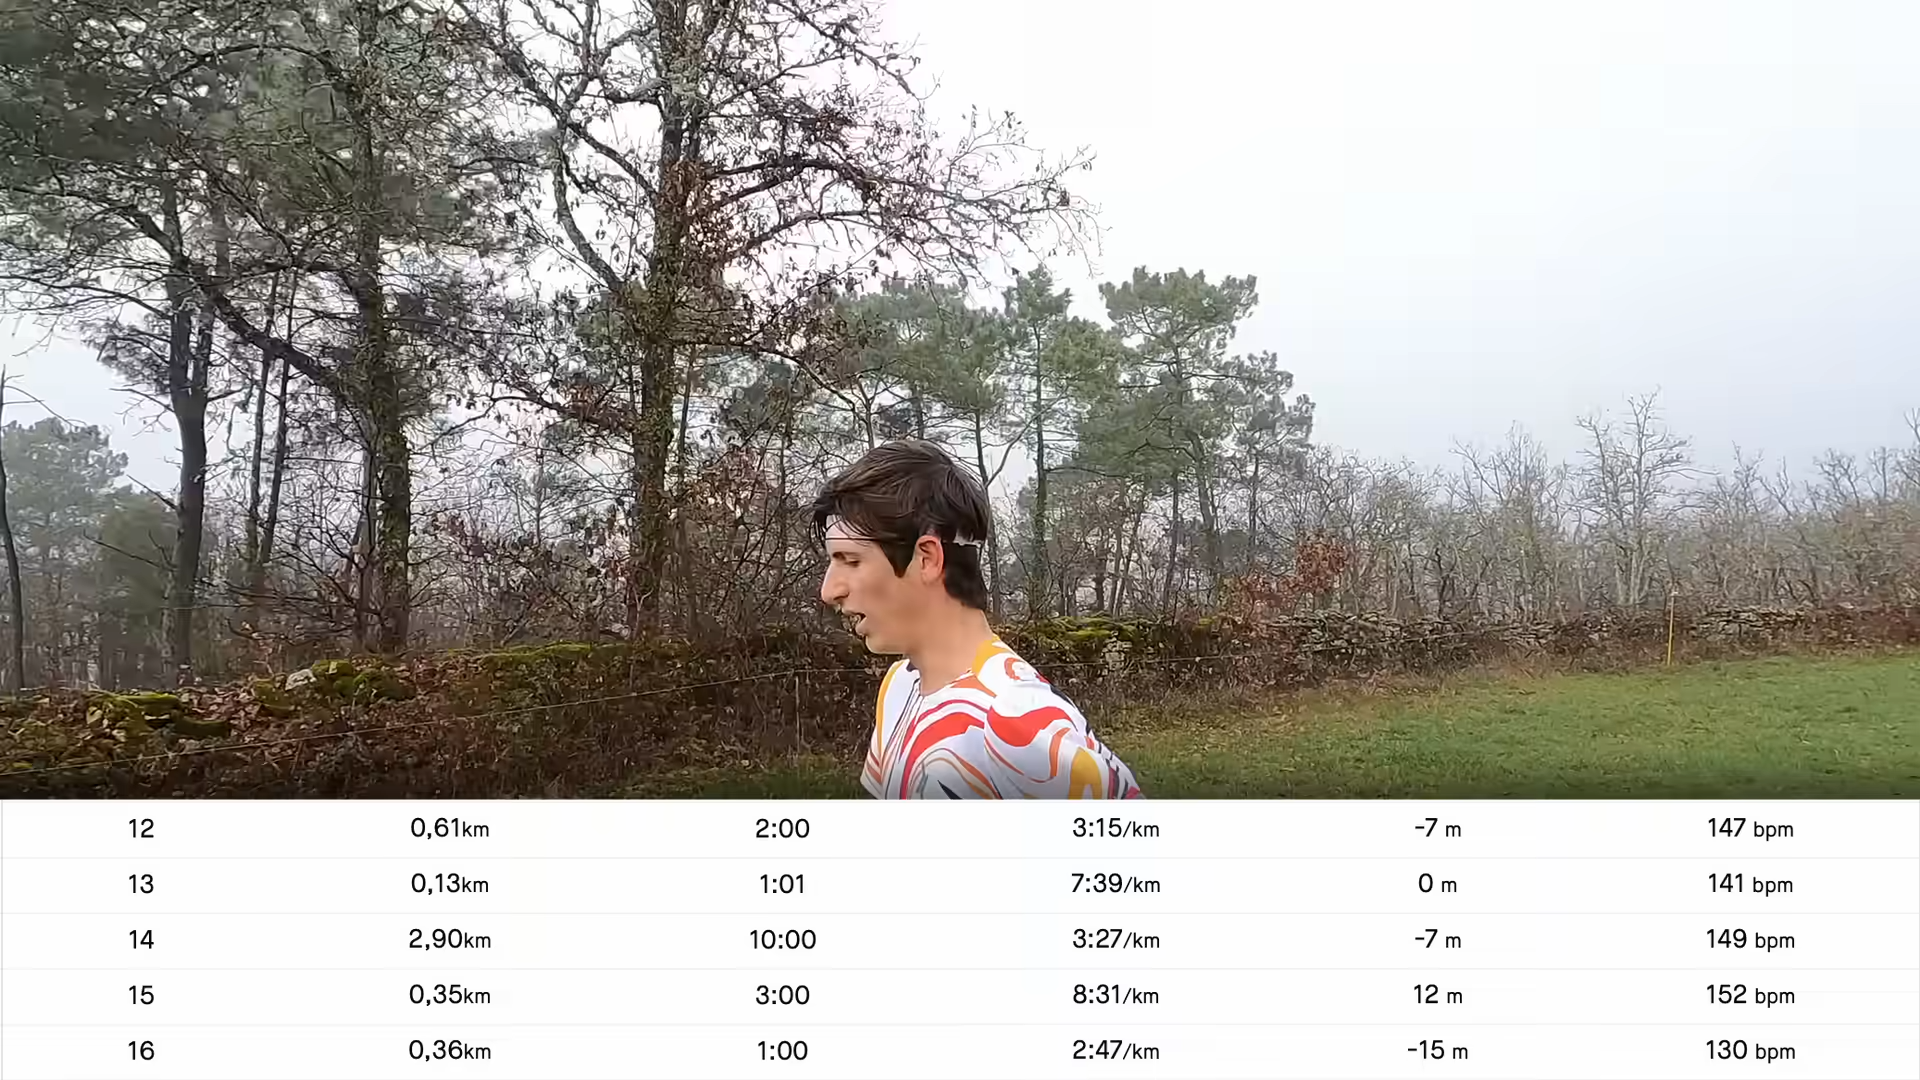 12 0,61km 2:00 3:15/km -7 m 147 bpm
13 0,13km 1:01 7:39/km 0 m 141 bpm
14 2,90km 10:00 3:27/km -7 m 149 bpm
15 0,35km 3:00 8:31/km 12 m 152 bpm
16 0,36km 1:00 2:47/km -15 m 130 bpm